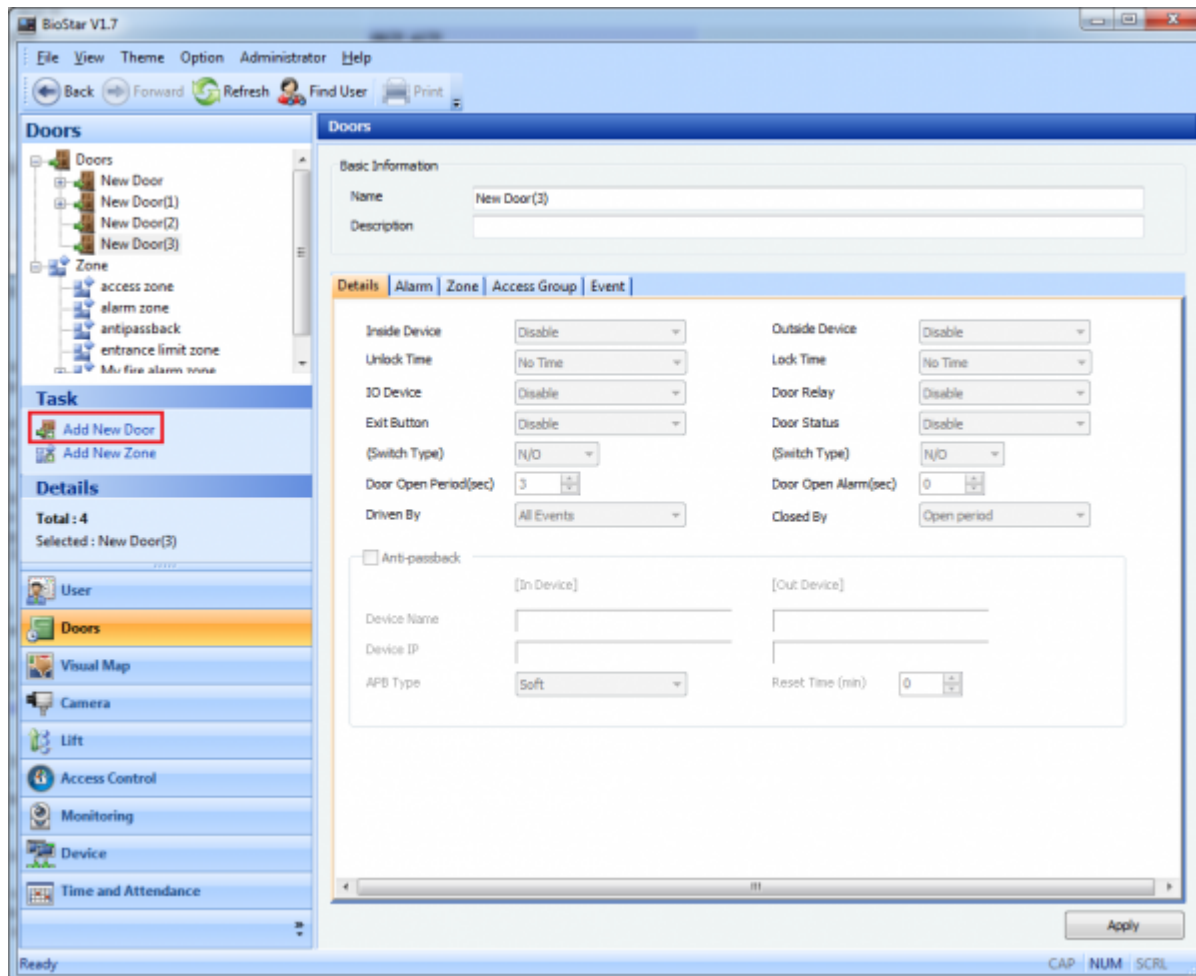 BioStar V1.7
File View Theme Option Administrator Help
Back Forward Refresh Find User Print
Doors
Doors
New Door
New Door(1)
New Door(2)
New Door(3)
Zone
access zone
alarm zone
antipassback
entrance limit zone
My fire alarm zone
Task
Add New Door
Add New Zone
Details
Total : 4
Selected : New Door(3)
User
Doors
Visual Map
Camera
Lift
Access Control
Monitoring
Device
Time and Attendance
Ready
Doors
Basic Information
Name New Door(3)
Description
Details Alarm Zone Access Group Event
Inside Device Disable Outside Device Disable
Unlock Time No Time Lock Time No Time
IO Device Disable Door Relay Disable
Exit Button Disable Door Status Disable
(Switch Type) N/O (Switch Type) N/O
Door Open Period(sec) 3 Door Open Alarm(sec) 0
Driven By All Events Closed By Open period
Anti-passback
[In Device] [Out Device]
Device Name
Device IP
APB Type Soft Reset Time (min) 0
Apply
CAP NUM SCRL